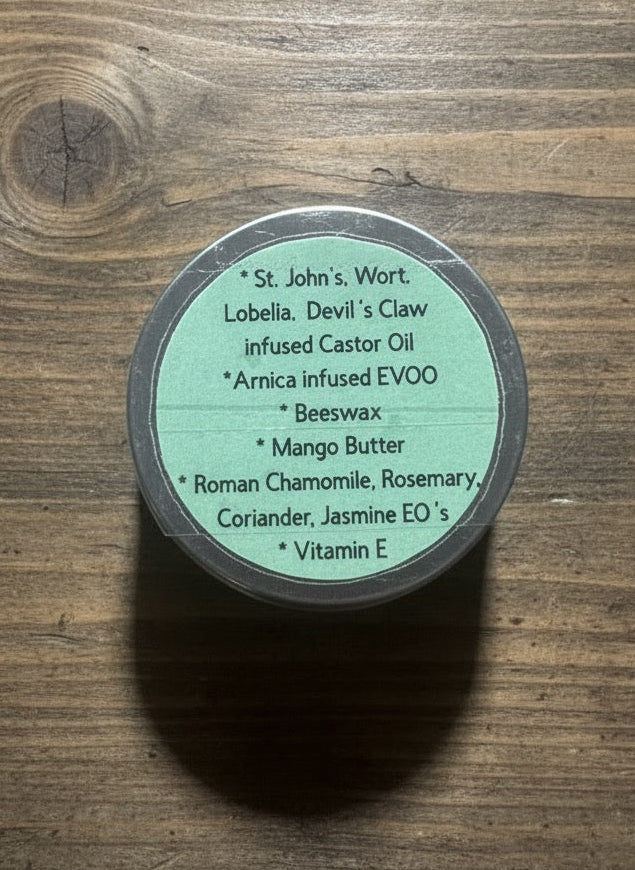 * St. John's, Wort.
Lobelia, Devil's Claw
infused Castor Oil
*Arnica infused EVOO
* Beeswax
* Mango Butter
* Roman Chamomile, Rosemary,
Coriander, Jasmine EO's
* Vitamin E